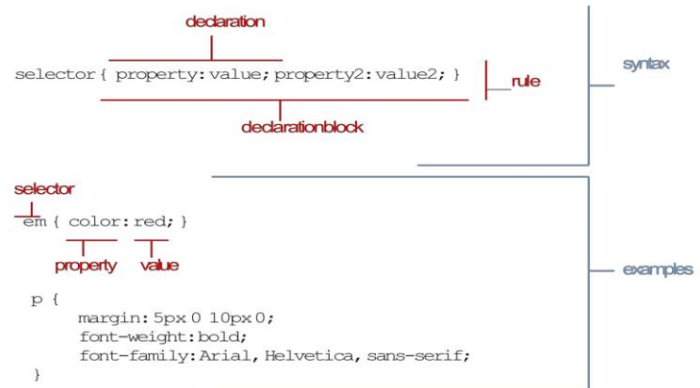 declaration
selector{ property:value; property2:value2; }
syntax
rule
declarationblock
selector
em { color:red; }
property value
examples
p {
margin: 5px 0 10px 0;
font-weight:bold;
font-family:Arial, Helvetica, sans-serif;
}